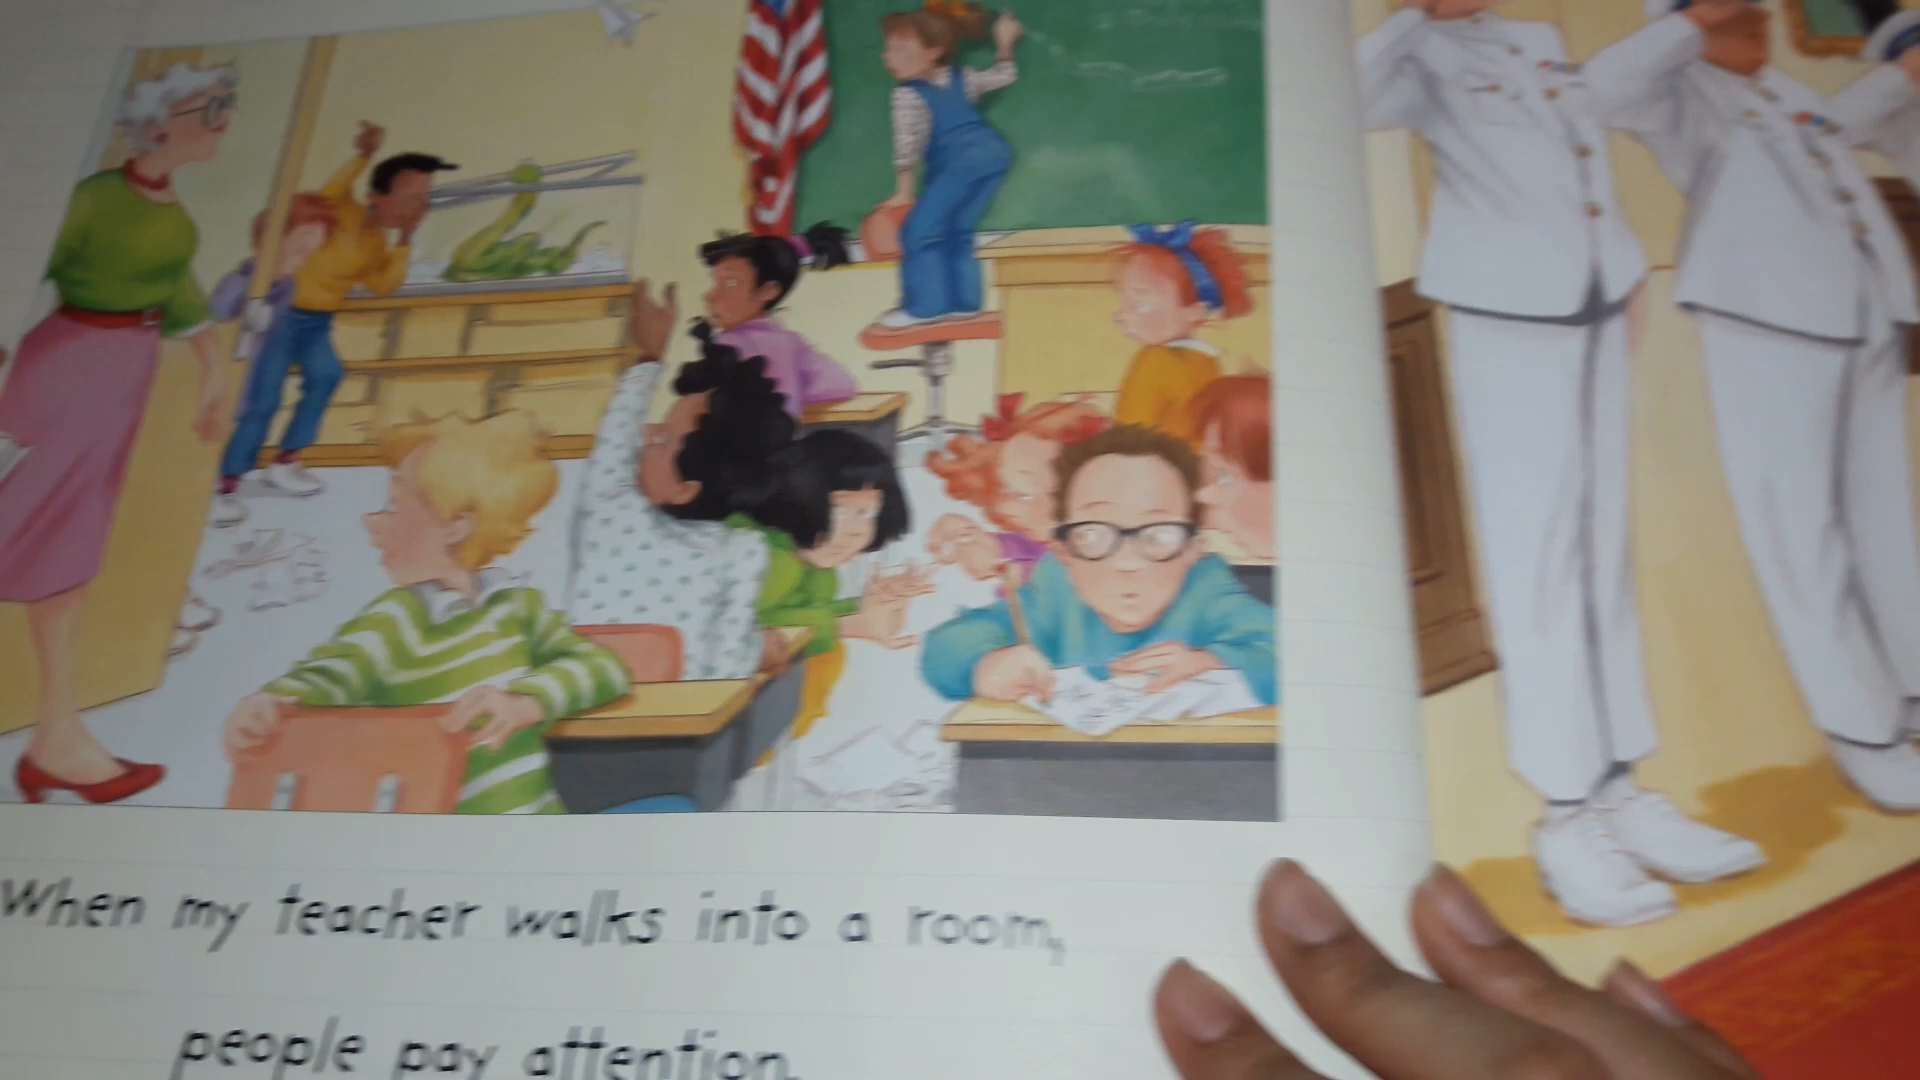 When my teacher walks into a room,
people pay attention.